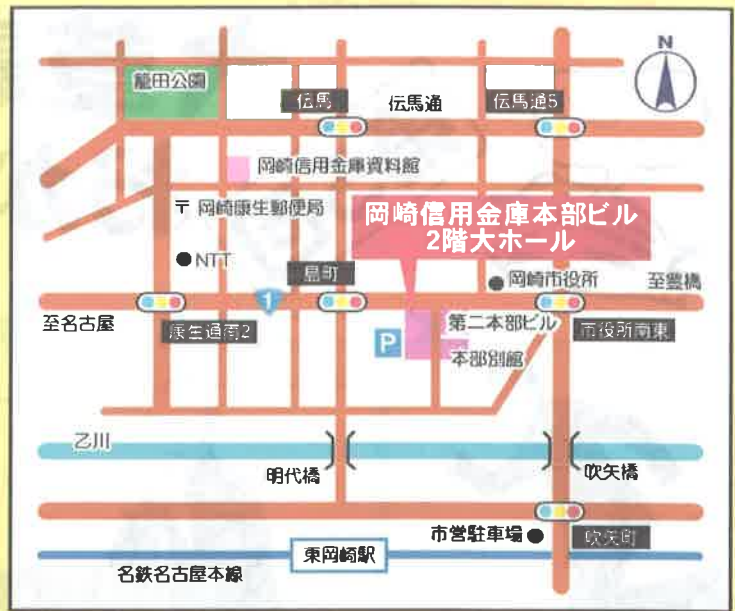 N
籠田公園
伝馬
伝馬通
伝馬通5
岡崎信用金庫資料館
〒 岡崎康生郵便局
岡崎信用金庫本部ビル
2階大ホール
NTT
島町
岡崎市役所
至豊橋
1
至名古屋
康生通南2
第二本部ビル
市役所南東
P
本部別館
乙川
明代橋
吹矢橋
市営駐車場
吹矢町
東岡崎駅
名鉄名古屋本線